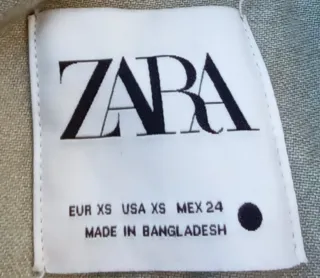 ZARA
EUR XS USA XS MEX 24
MADE IN BANGLADESH